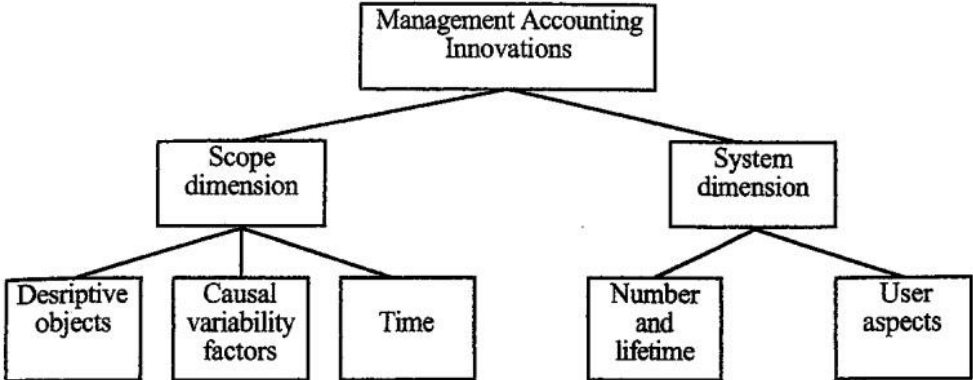 Management Accounting
Innovations
Scope
dimension
System
dimension
Desriptive
objects
Causal
variability
factors
Time
Number
and
lifetime
User
aspects